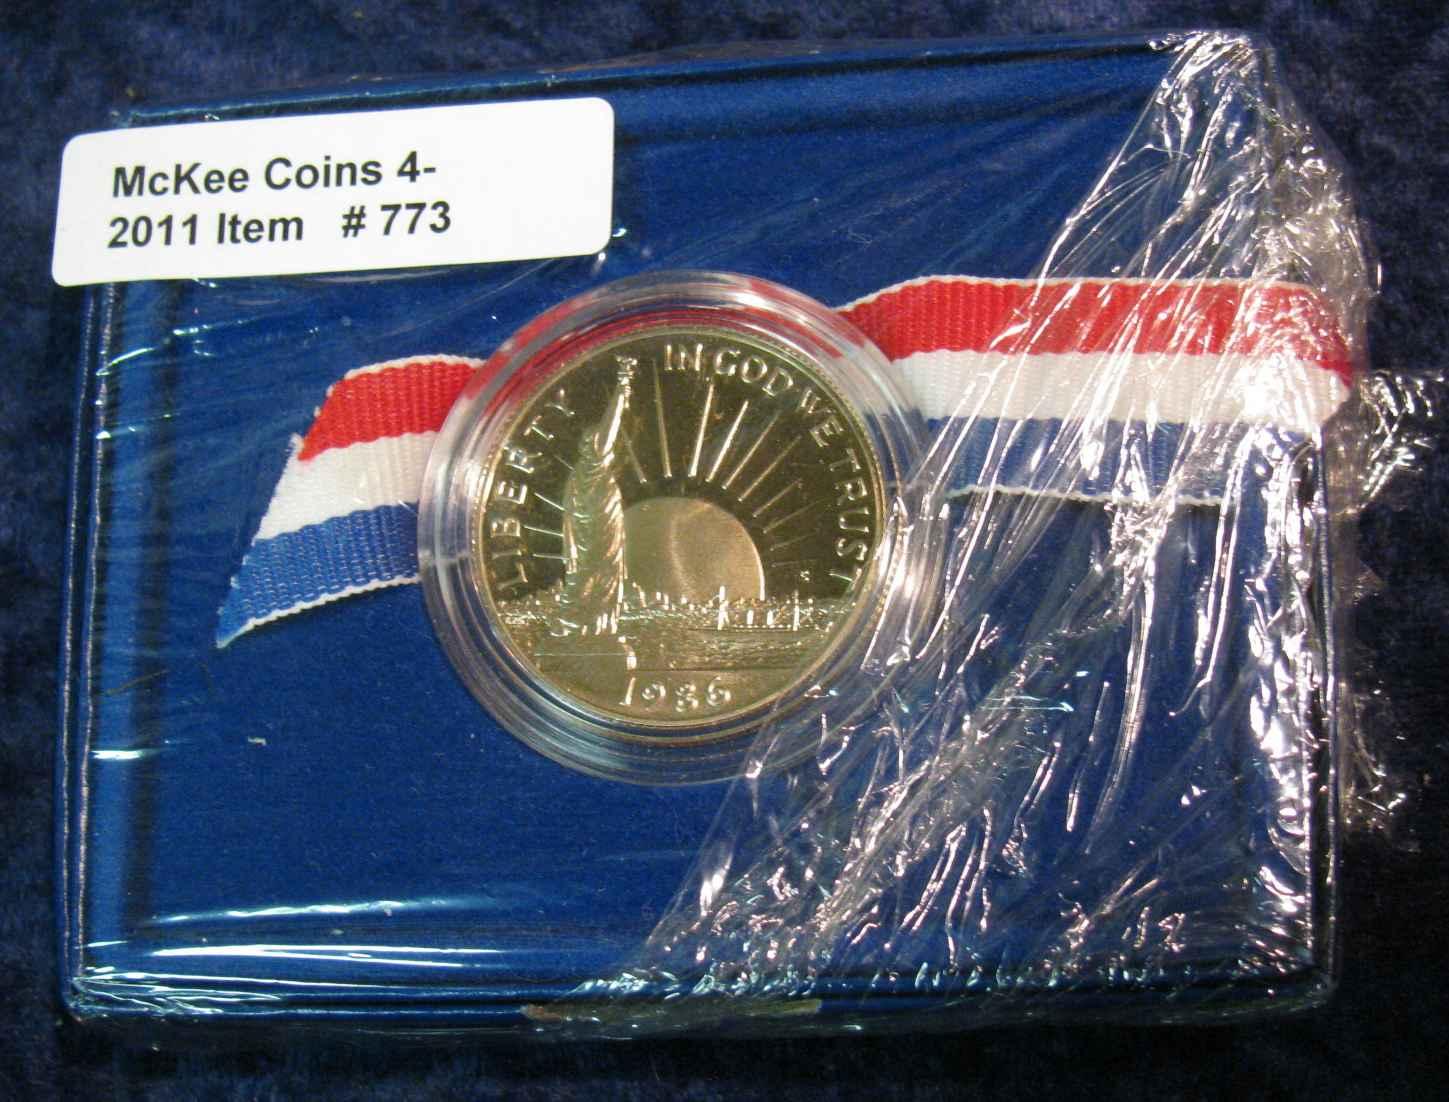 McKee Coins 4-
2011 Item # 773
LIBERTY
IN GOD WE TRUST
1986